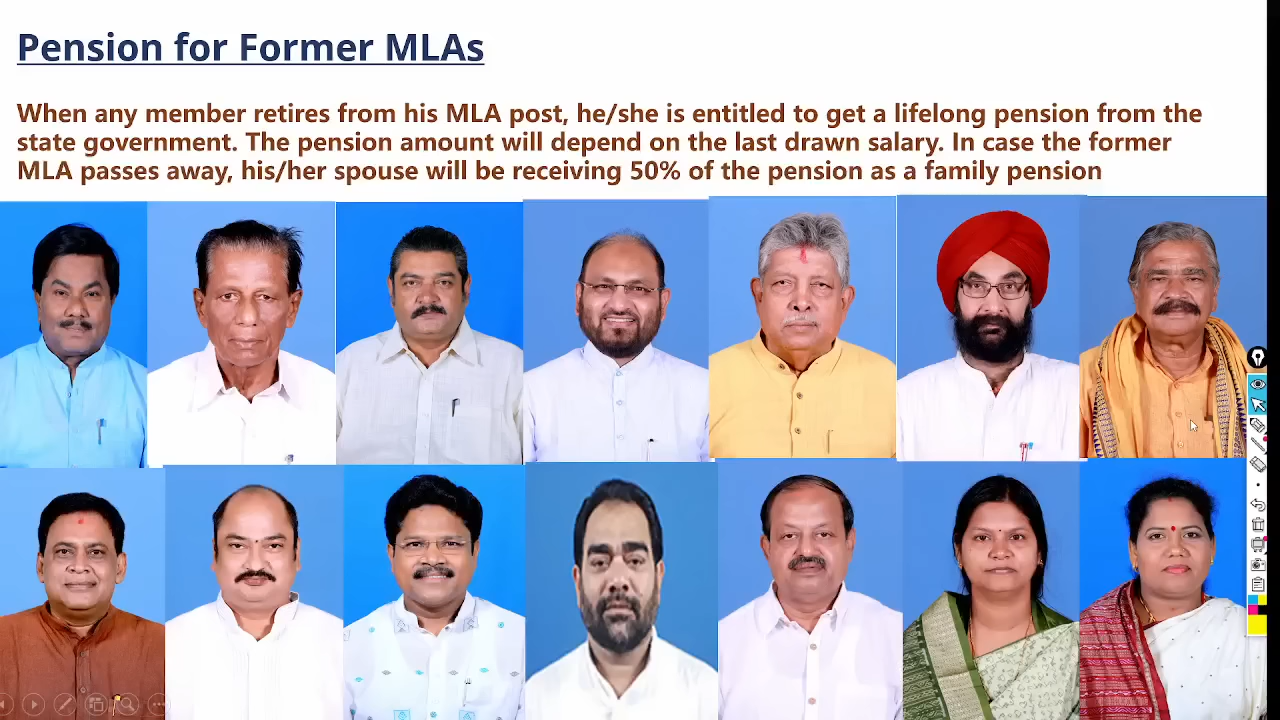 Pension for Former MLAs
When any member retires from his MLA post, he/she is entitled to get a lifelong pension from the
state government. The pension amount will depend on the last drawn salary. In case the former
MLA passes away, his/her spouse will be receiving 50% of the pension as a family pension